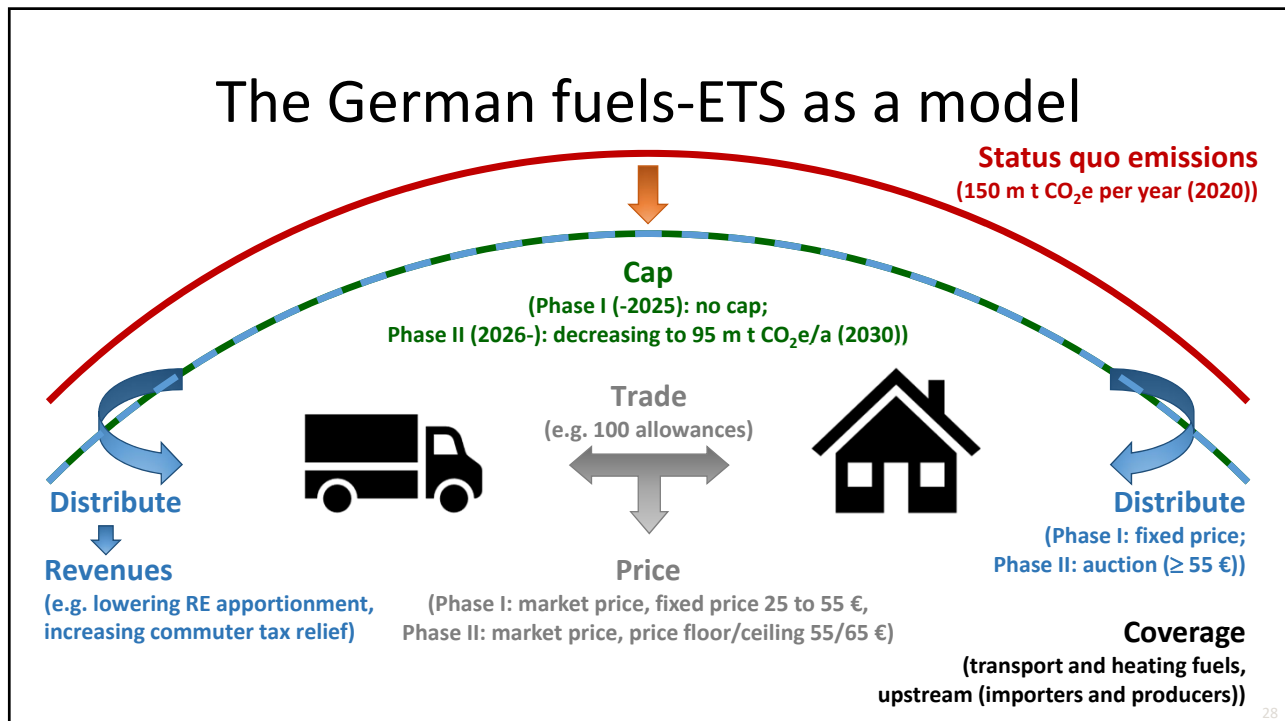 The German fuels-ETS as a model
Status quo emissions
(150 m t CO₂e per year (2020))
Cap
(Phase I (-2025): no cap;
Phase II (2026-): decreasing to 95 m t CO₂e/a (2030))
Trade
(e.g. 100 allowances)
Distribute
Revenues
(e.g. lowering RE apportionment,
increasing commuter tax relief)
Price
(Phase I: market price, fixed price 25 to 55 €,
Phase II: market price, price floor/ceiling 55/65 €)
Distribute
(Phase I: fixed price;
Phase II: auction (≥ 55 €))
Coverage
(transport and heating fuels,
upstream (importers and producers))
28